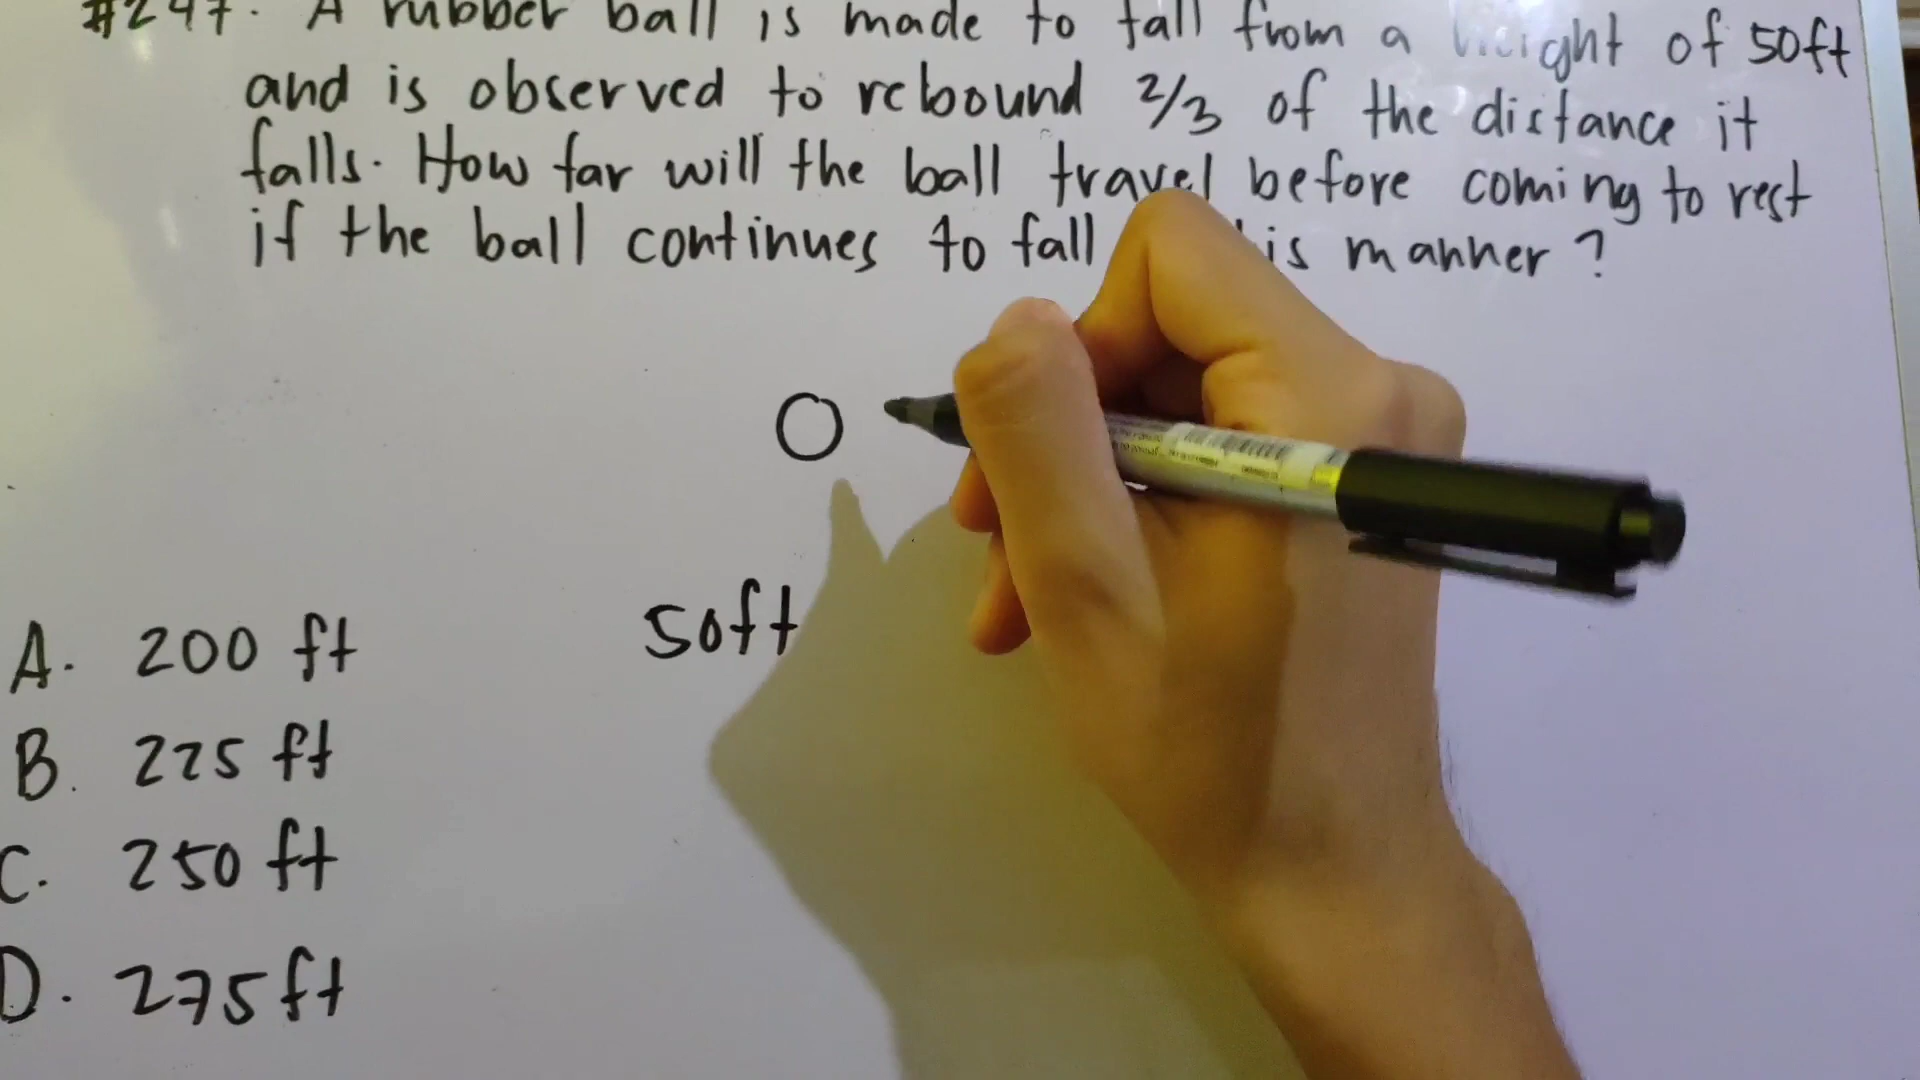 #247. A rubber ball is made to fall from a height of 50ft
and is observed to rebound 2/3 of the distance it
falls. How far will the ball travel before coming to rest
if the ball continues to fall manner?
50ft
A. 200 ft
B. 225 ft
C. 250 ft
D. 275 ft